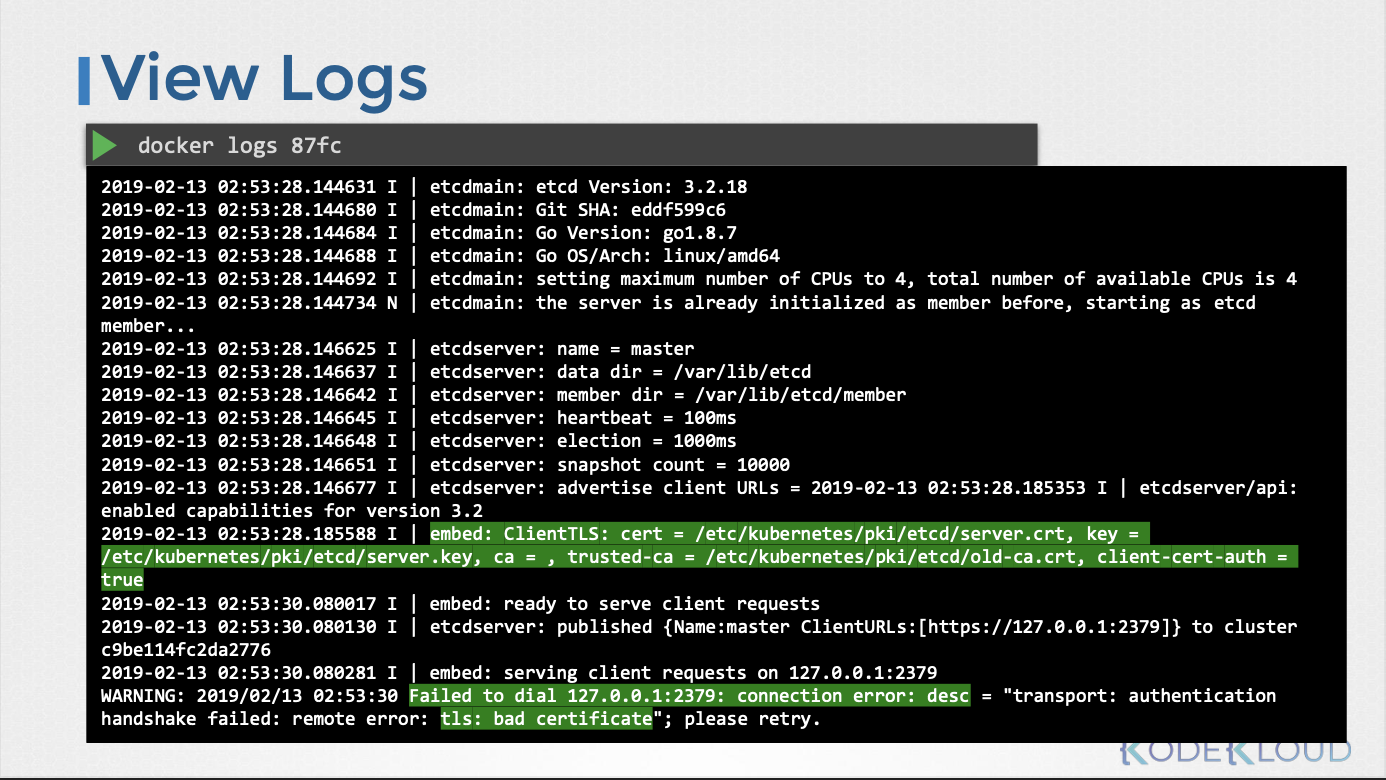 View Logs
docker logs 87fc
2019-02-13 02:53:28.144631 I | etcdmain: etcd Version: 3.2.18
2019-02-13 02:53:28.144680 I | etcdmain: Git SHA: eddf599c6
2019-02-13 02:53:28.144684 I | etcdmain: Go Version: go1.8.7
2019-02-13 02:53:28.144688 I | etcdmain: Go OS/Arch: linux/amd64
2019-02-13 02:53:28.144692 I | etcdmain: setting maximum number of CPUs to 4, total number of available CPUs is 4
2019-02-13 02:53:28.144734 N | etcdmain: the server is already initialized as member before, starting as etcd
member...
2019-02-13 02:53:28.146625 I | etcdserver: name = master
2019-02-13 02:53:28.146637 I | etcdserver: data dir = /var/lib/etcd
2019-02-13 02:53:28.146642 I | etcdserver: member dir = /var/lib/etcd/member
2019-02-13 02:53:28.146645 I | etcdserver: heartbeat = 100ms
2019-02-13 02:53:28.146648 I | etcdserver: election = 1000ms
2019-02-13 02:53:28.146651 I | etcdserver: snapshot count = 10000
2019-02-13 02:53:28.146677 I | etcdserver: advertise client URLs = 2019-02-13 02:53:28.185353 I | etcdserver/api:
enabled capabilities for version 3.2
2019-02-13 02:53:28.185588 I | embed: ClientTLS: cert = /etc/kubernetes/pki/etcd/server.crt, key =
/etc/kubernetes/pki/etcd/server.key, ca = , trusted-ca = /etc/kubernetes/pki/etcd/old-ca.crt, client-cert-auth =
true
2019-02-13 02:53:30.080017 I | embed: ready to serve client requests
2019-02-13 02:53:30.080130 I | etcdserver: published {Name:master ClientURLs:[https://127.0.0.1:2379]} to cluster
c9be114fc2da2776
2019-02-13 02:53:30.080281 I | embed: serving client requests on 127.0.0.1:2379
WARNING: 2019/02/13 02:53:30 Failed to dial 127.0.0.1:2379: connection error: desc = "transport: authentication
handshake failed: remote error: tls: bad certificate"; please retry.
KODEKLOUD